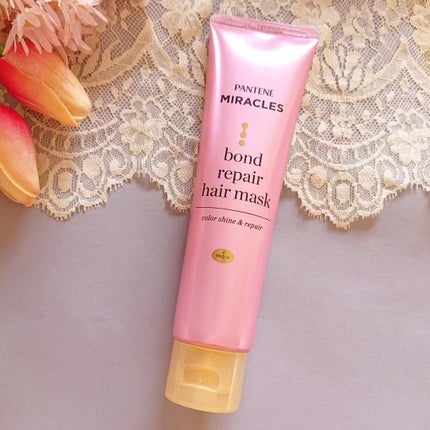 PANTENE
MIRACLES
bond
repair
hair mask
color shine & repair